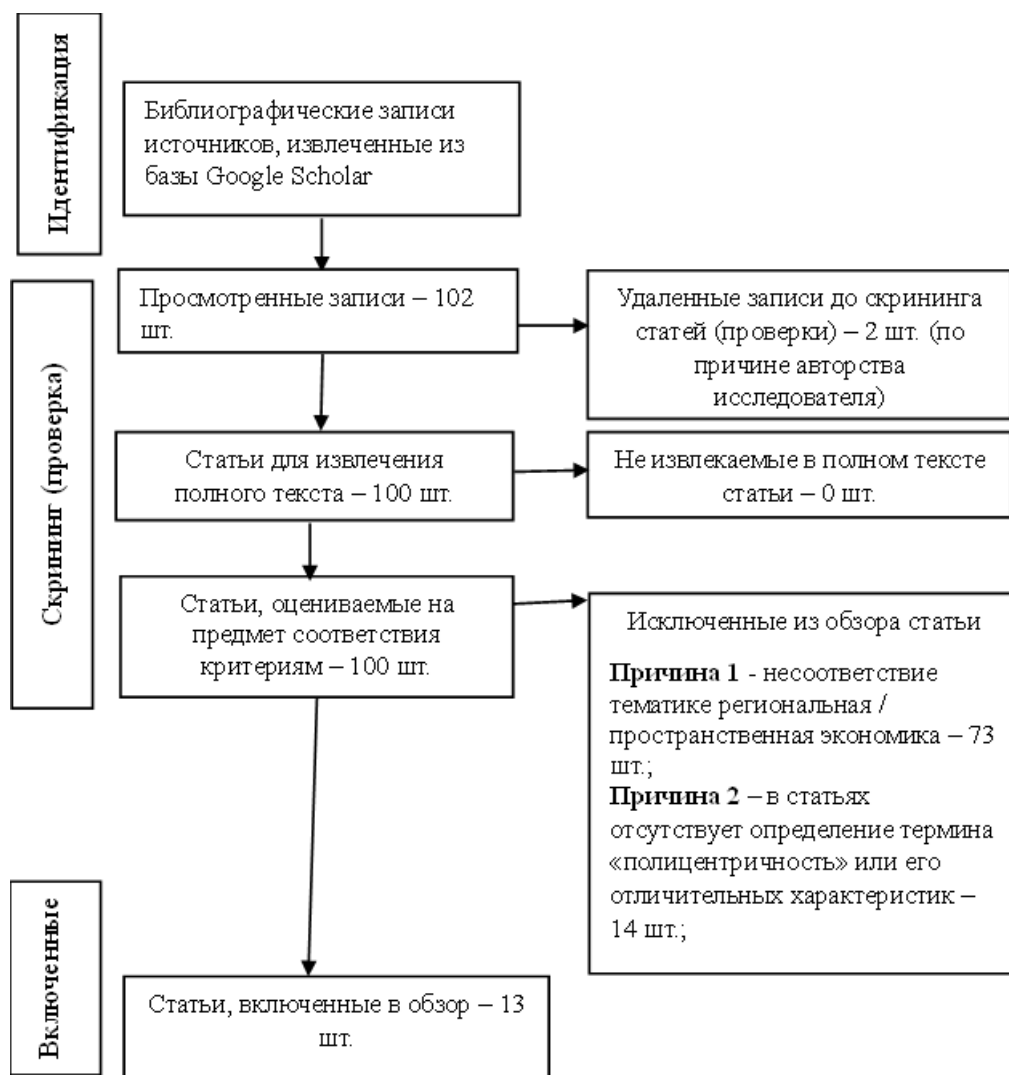 Идентификация
Библиографические записи
источников, извлеченные из
базы Google Scholar
Скрининг (проверка)
Просмотренные записи – 102
шт.
Удаленные записи до скрининга
статей (проверки) – 2 шт. (по
причине авторства
исследователя)
Статьи для извлечения
полного текста – 100 шт.
Не извлекаемые в полном тексте
статьи – 0 шт.
Статьи, оцениваемые на
предмет соответствия
критериям – 100 шт.
Исключенные из обзора статьи
Причина 1 - несоответствие
тематике региональная /
пространственная экономика – 73
шт.;
Причина 2 – в статьях
отсутствует определение термина
«полицентричность» или его
отличительных характеристик –
14 шт.;
Включенные
Статьи, включенные в обзор – 13
шт.